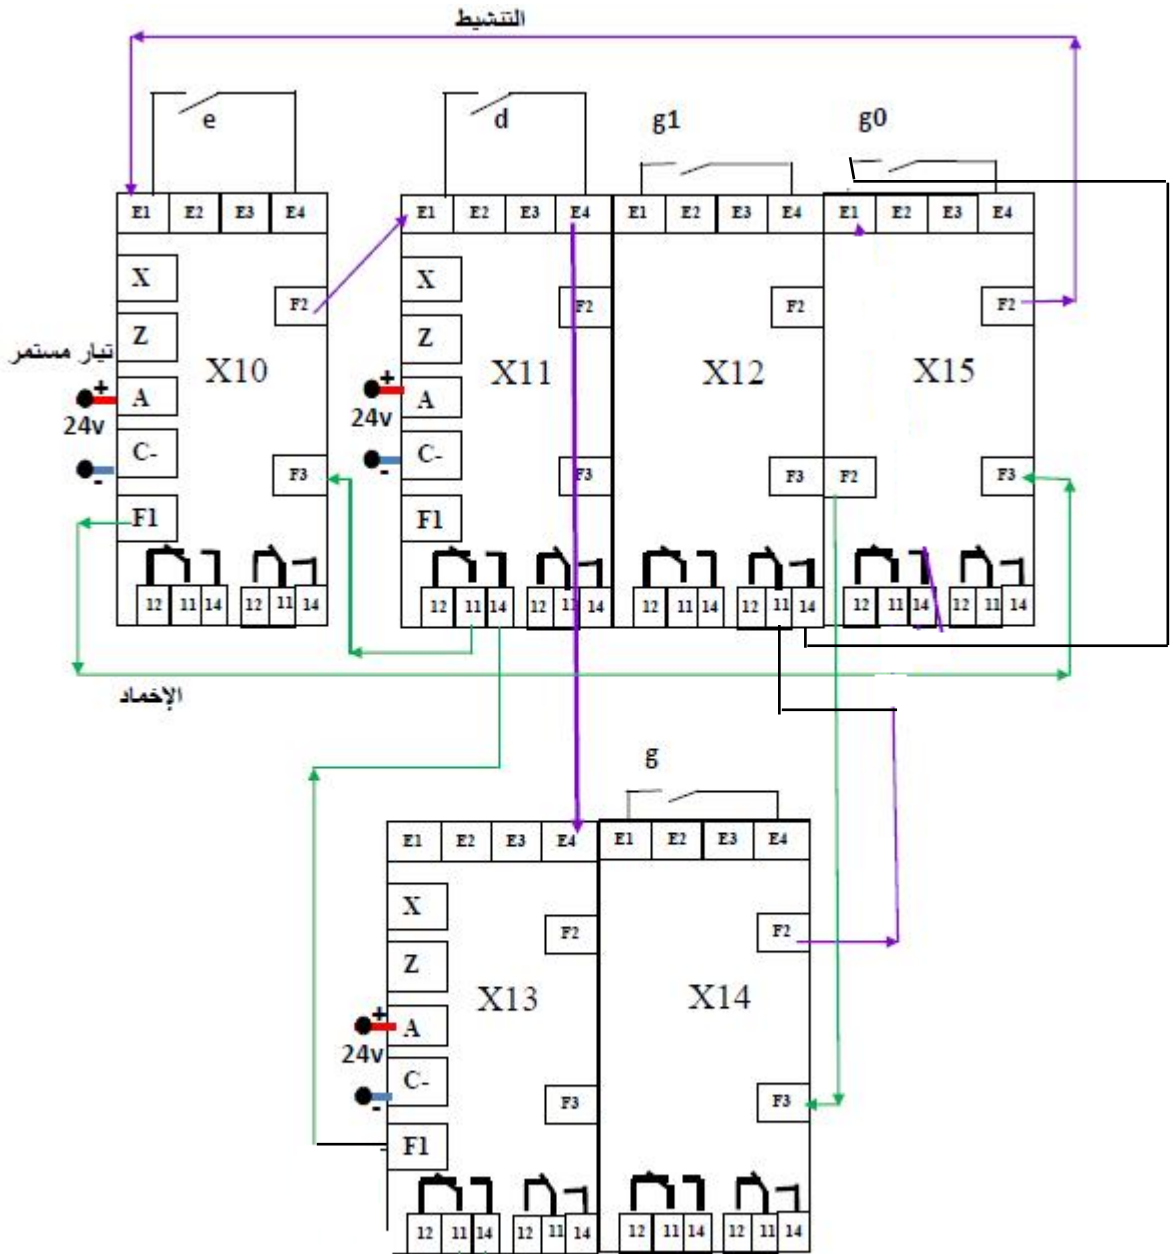 التنشيط
e
d
g1
g0
E1 E2 E3 E4
E1 E2 E3 E4 E1 E2 E3 E4 E1 E2 E3 E4
X
F2
X
F2
F2
F2
Z
Z
تيار مستمر
X10
X11
X12
X15
+
A
+
A
24v
24v
C-
C-
-
-
F3
F3
F3
F2
F3
F1
F1
12 11 14 12 11 14
12 11 14 12 11 14 12 11 14 12 11 14 12 11 14 12 11 14
الإخماد
g
E1 E2 E3 E4 E1 E2 E3 E4
X
F2
F2
Z
X13
X14
+
A
24v
C-
-
F3
F3
F1
12 11 14 12 11 14 12 11 14 12 11 14